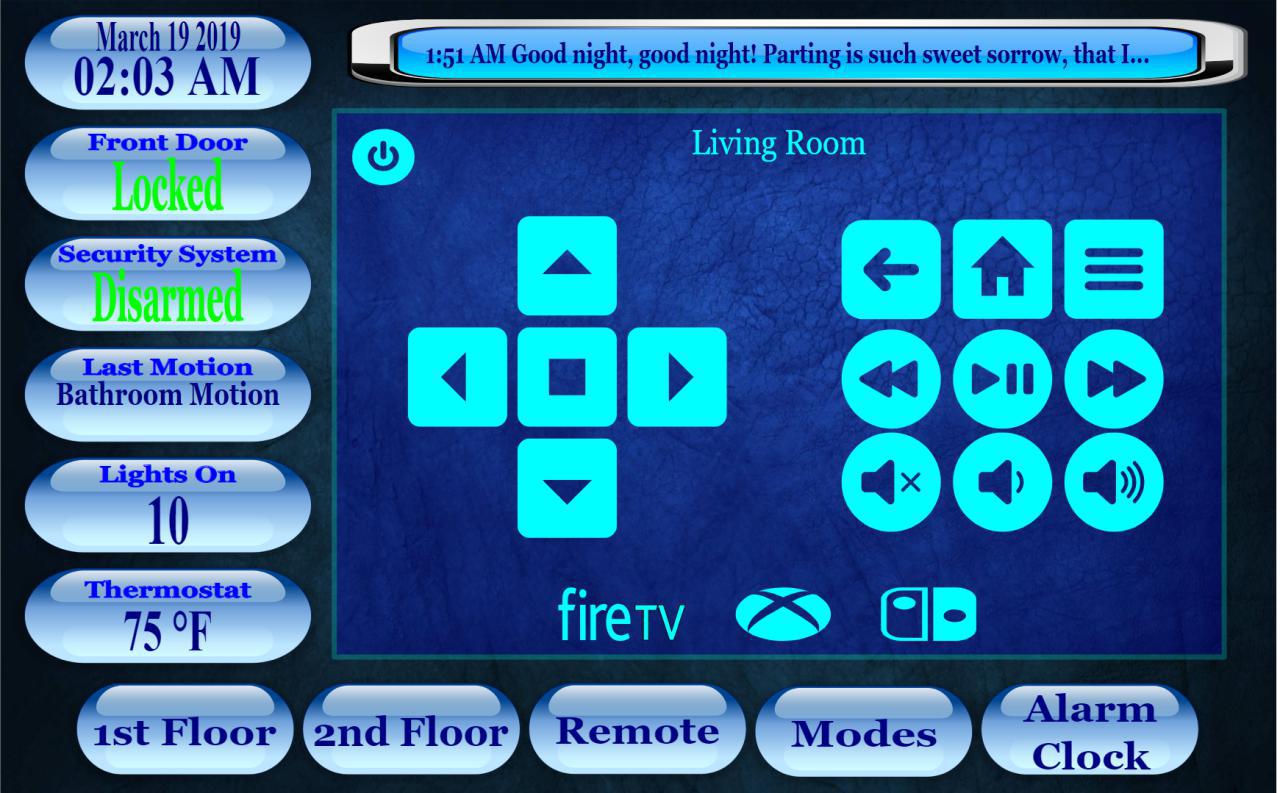 March 19 2019
02:03 AM
1:51 AM Good night, good night! Parting is such sweet sorrow, that I...
Front Door
Locked
Security System
Disarmed
Last Motion
Bathroom Motion
Lights On
10
Thermostat
75 °F
Living Room
fireTV
1st Floor
2nd Floor
Remote
Modes
Alarm
Clock